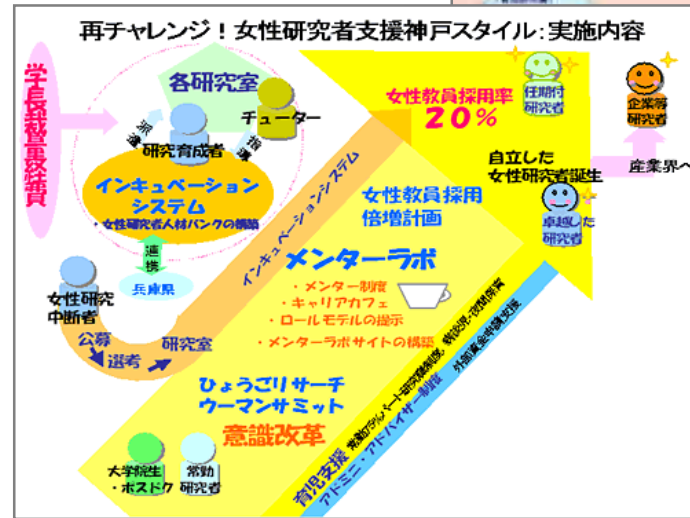 再チャレンジ！女性研究者支援神戸スタイル：実施内容
学長裁量経費
各研究室
チューター
派遣
指導
研究育成者
インキュベーション
システム
・女性研究者人材バンクの構築
連携
兵庫県
女性研究
中断者
公募
選考
研究室
インキュベーションシステム
女性教員採用率
20％
任期付
研究者
企業等
研究者
自立した
女性研究者誕生
産業界へ
卓越した
研究者
女性教員採用
倍増計画
メンターラボ
・メンター制度
・キャリアカフェ
・ロールモデルの提示
・メンターラボサイトの構築
ひょうごリサーチ
ウーマンサミット
意識改革
大学院生
・ポスドク
常勤
研究者
育児支援
アドミニ・アドバイザー制度
外部資金申請支援